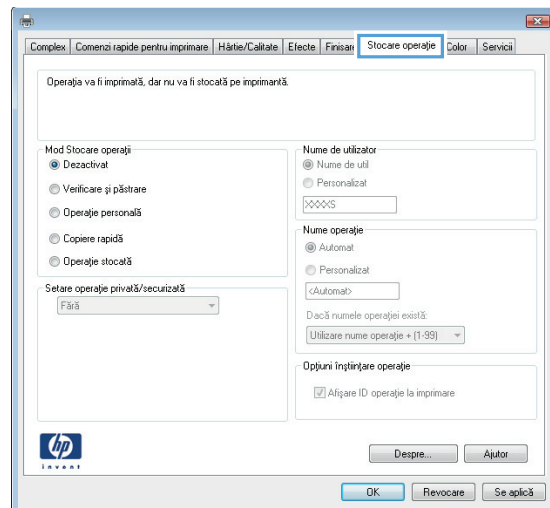 Complex Comenzi rapide pentru imprimare Hârtie/Calitate Efecte Finisare Stocare operaţie Color Servicii
Operaţia va fi imprimată, dar nu va fi stocată pe imprimantă.
Mod Stocare operaţii
Dezactivat
Verificare şi păstrare
Operaţie personală
Copiere rapidă
Operaţie stocată
Setare operaţie privată/securizată
Fără
Nume de utilizator
Nume de util
Personalizat
XXXXS
Nume operaţie
Automat
Personalizat
<Automat>
Dacă numele operaţiei există:
Utilizare nume operaţie + (1-99)
Opţiuni înştiinţare operaţie
Afişare ID operaţie la imprimare
hp
invent
Despre... Ajutor
OK Revocare Se aplică